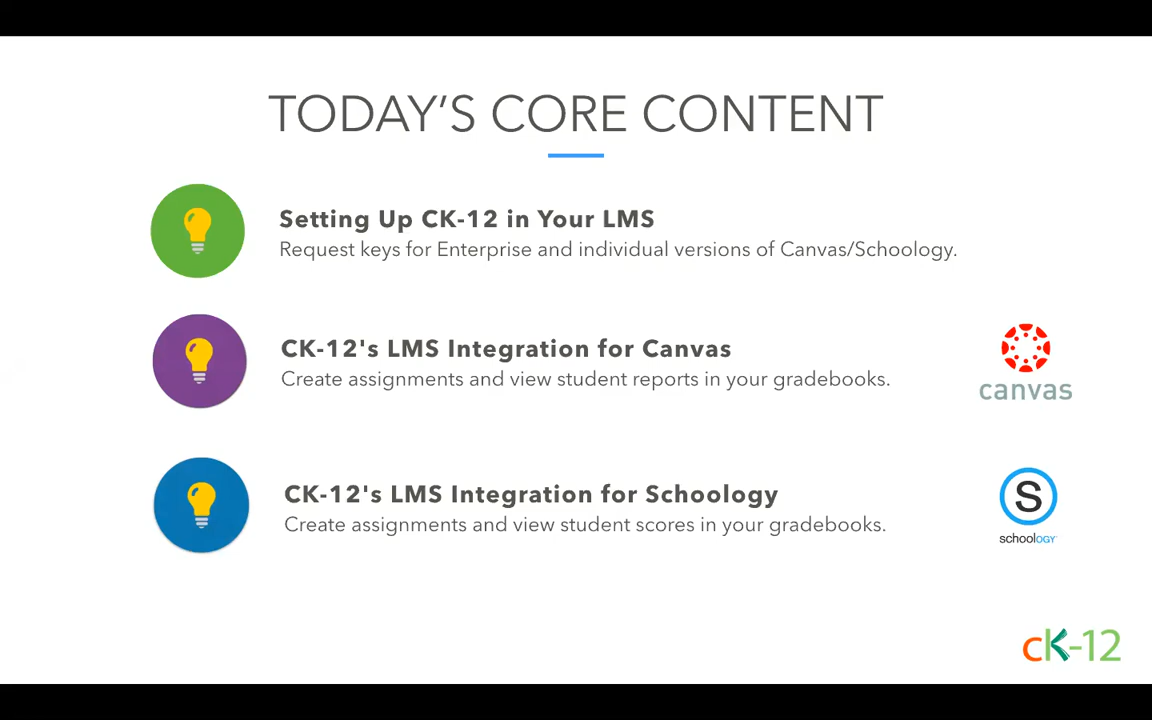 TODAY’S CORE CONTENT
Setting Up CK-12 in Your LMS
Request keys for Enterprise and individual versions of Canvas/Schoology.
CK-12's LMS Integration for Canvas
Create assignments and view student reports in your gradebooks.
canvas
CK-12's LMS Integration for Schoology
Create assignments and view student scores in your gradebooks.
S
schoology
cK-12